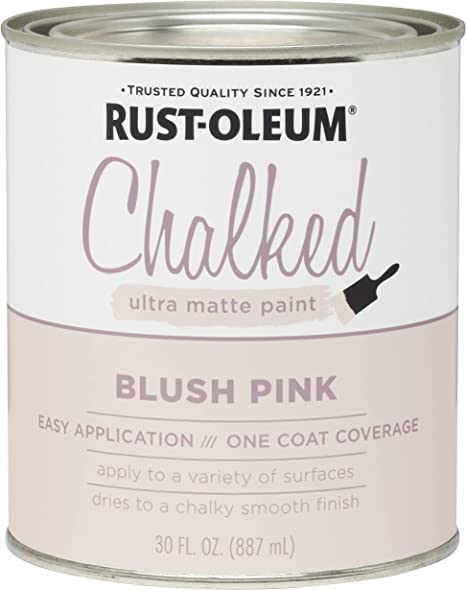 • TRUSTED QUALITY SINCE 1921 •
RUST-OLEUM®
Chalked
ultra matte paint
BLUSH PINK
EASY APPLICATION /// ONE COAT COVERAGE
apply to a variety of surfaces
dries to a chalky smooth finish
30 FL. OZ. (887 mL)